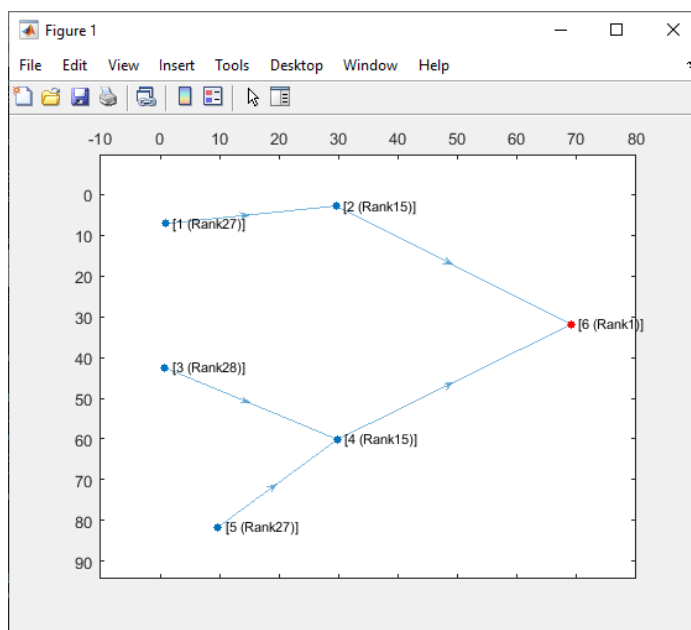 Figure 1
File Edit View Insert Tools Desktop Window Help
-10 0 10 20 30 40 50 60 70 80
0
[2 (Rank15)]
10
[1 (Rank27)]
20
30
[6 (Rank1)]
40
[3 (Rank28)]
50
60
[4 (Rank15)]
70
80
[5 (Rank27)]
90